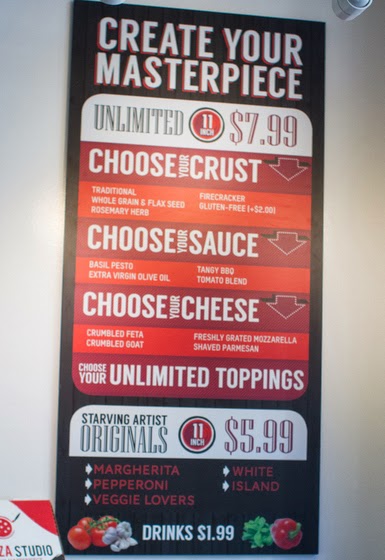 CREATE YOUR
MASTERPIECE
UNLIMITED 11 INCH $7.99
CHOOSE YOUR CRUST
TRADITIONAL
WHOLE GRAIN & FLAX SEED
ROSEMARY HERB
FIRECRACKER
GLUTEN-FREE (+$2.00)
CHOOSE YOUR SAUCE
BASIL PESTO
EXTRA VIRGIN OLIVE OIL
TANGY BBQ
TOMATO BLEND
CHOOSE YOUR CHEESE
CRUMBLED FETA
CRUMBLED GOAT
FRESHLY GRATED MOZZARELLA
SHAVED PARMESAN
CHOOSE YOUR UNLIMITED TOPPINGS
STARVING ARTIST
ORIGINALS 11 INCH $5.99
MARGHERITA
PEPPERONI
VEGGIE LOVERS
WHITE
ISLAND
DRINKS $1.99
ZA STUDIO